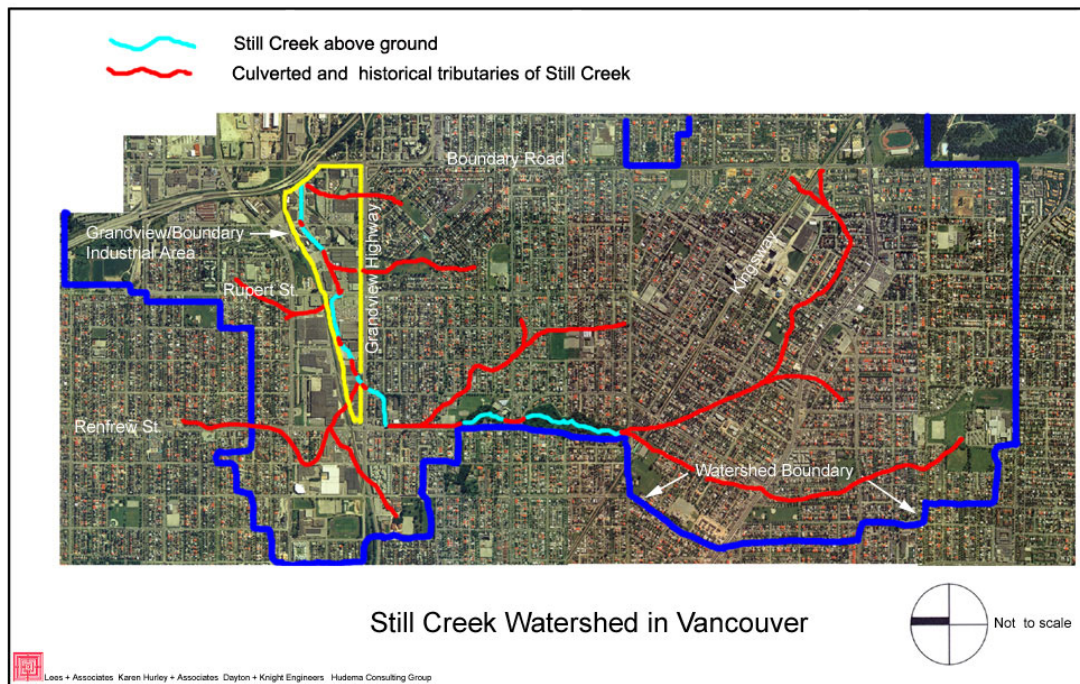 Still Creek above ground
Culverted and historical tributaries of Still Creek
Boundary Road
Grandview/Boundary
Industrial Area
Grandview Highway
Kingsway
Rupert St.
Renfrew St.
Watershed Boundary
Still Creek Watershed in Vancouver
Not to scale
Lees + Associates Karen Hurley + Associates Dayton + Knight Engineers Hudema Consulting Group